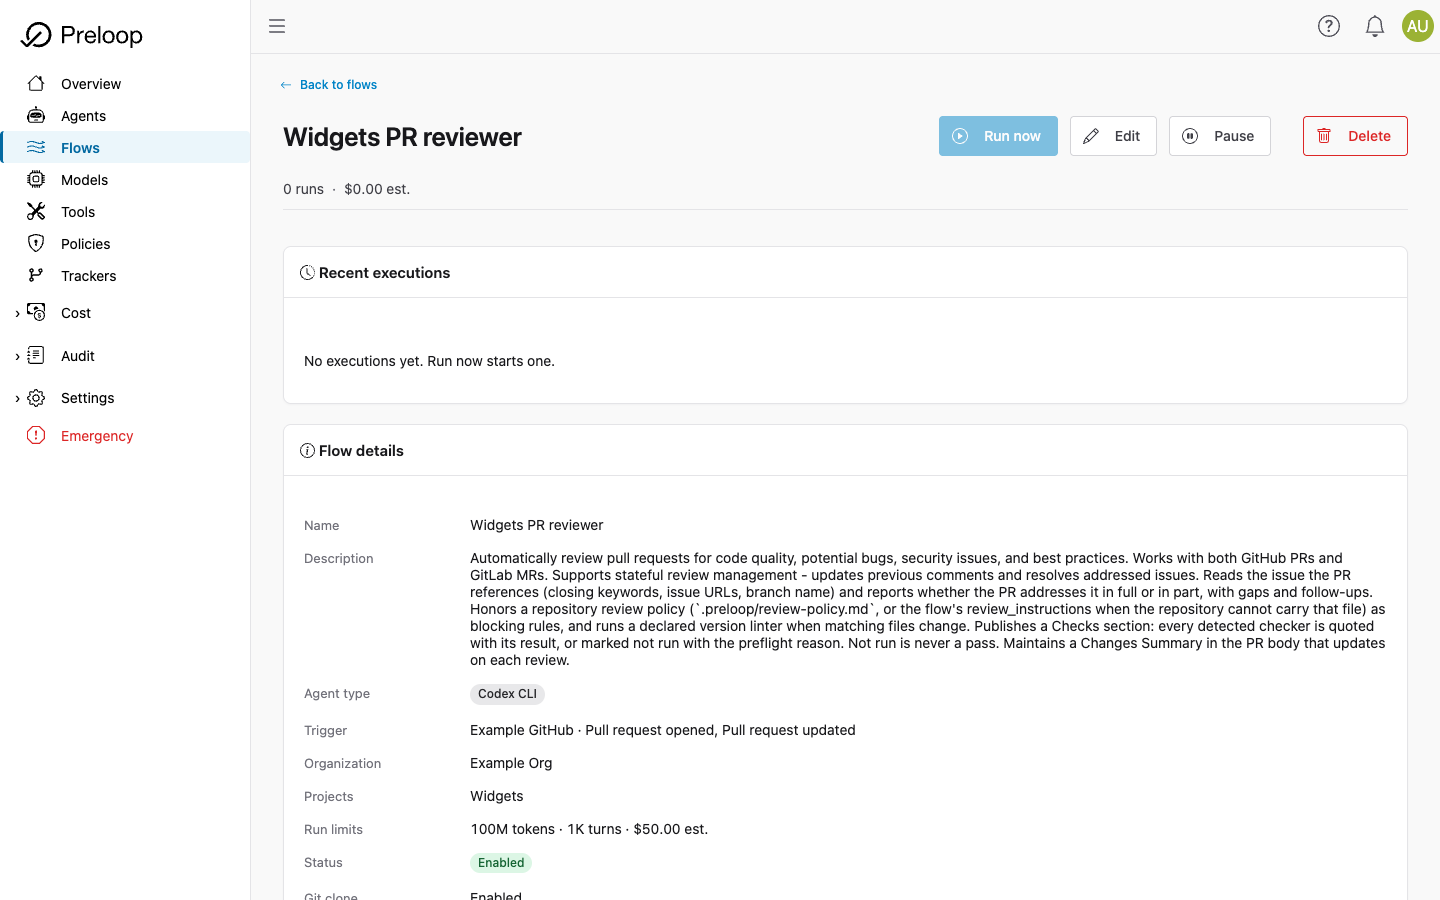 Preloop
AU
Overview
Agents
Flows
Models
Tools
Policies
Trackers
Cost
Audit
Settings
Emergency
Back to flows
Widgets PR reviewer
Run now
Edit
Pause
Delete
0 runs · $0.00 est.
Recent executions
No executions yet. Run now starts one.
Flow details
Name
Widgets PR reviewer
Description
Automatically review pull requests for code quality, potential bugs, security issues, and best practices. Works with both GitHub PRs and
GitLab MRs. Supports stateful review management - updates previous comments and resolves addressed issues. Reads the issue the PR
references (closing keywords, issue URLs, branch name) and reports whether the PR addresses it in full or in part, with gaps and follow-ups.
Honors a repository review policy (`.preloop/review-policy.md`, or the flow's review_instructions when the repository cannot carry that file) as
blocking rules, and runs a declared version linter when matching files change. Publishes a Checks section: every detected checker is quoted
with its result, or marked not run with the preflight reason. Not run is never a pass. Maintains a Changes Summary in the PR body that updates
on each review.
Agent type
Codex CLI
Trigger
Example GitHub · Pull request opened, Pull request updated
Organization
Example Org
Projects
Widgets
Run limits
100M tokens · 1K turns · $50.00 est.
Status
Enabled
Git clone
Enabled